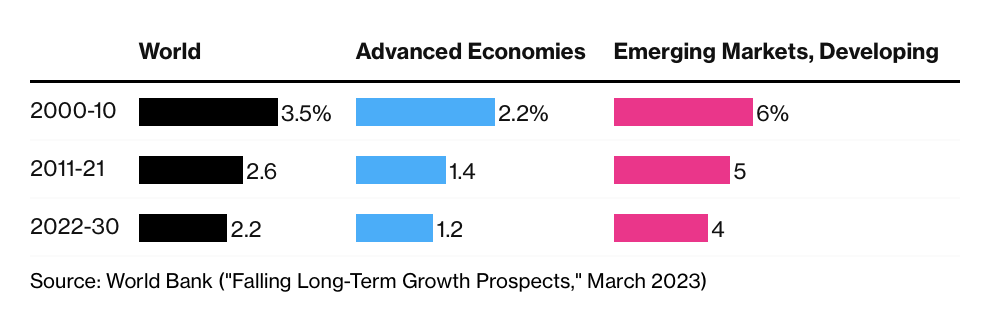 World Advanced Economies Emerging Markets, Developing
2000-10 3.5% 2.2% 6%
2011-21 2.6 1.4 5
2022-30 2.2 1.2 4
Source: World Bank ("Falling Long-Term Growth Prospects," March 2023)